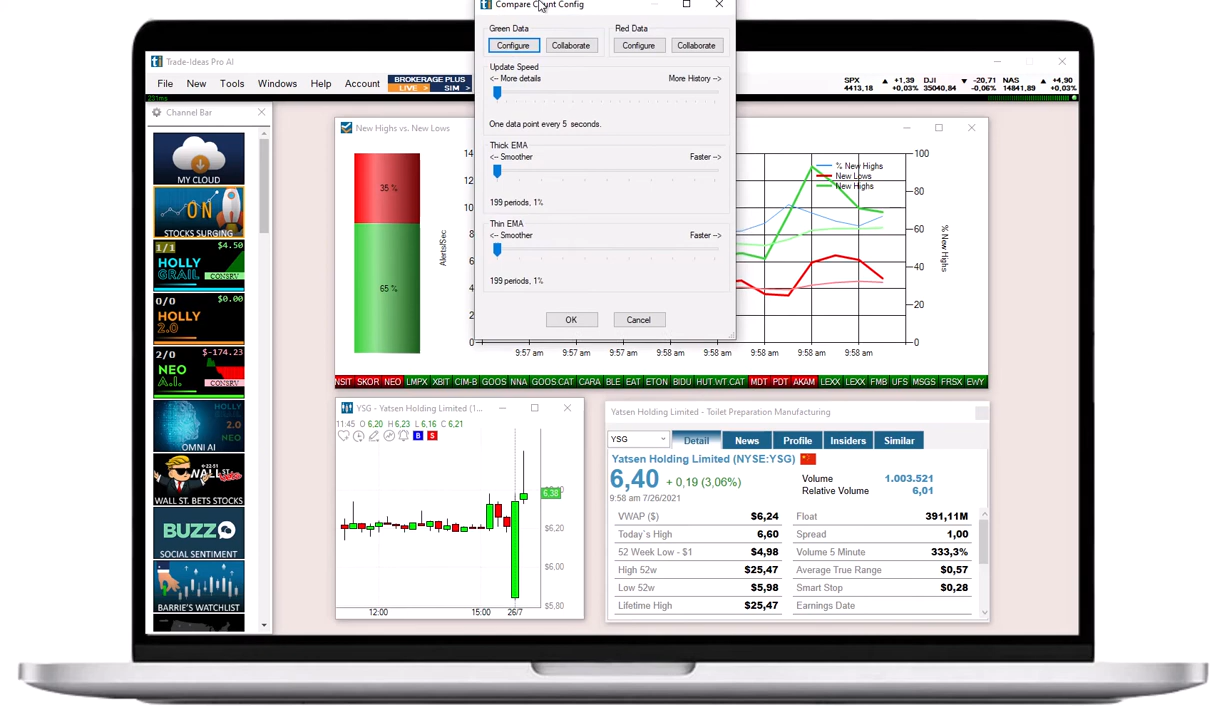 Compare Count Config
Green Data
Red Data
Configure
Collaborate
Configure
Collaborate
Update Speed
<-- More details
More History -->
One data point every 5 seconds.
Thick EMA
<-- Smoother
Faster -->
199 periods, 1%
Thin EMA
<-- Smoother
Faster -->
199 periods, 1%
OK
Cancel
Trade-Ideas Pro AI
File New Tools Windows Help Account
BROKERAGE PLUS
LIVE > SIM >
SPX +1,39 DJI -20,71 NAS +4,90
4413,18 +0,03% 35040,84 -0,06% 14841,89 +0,03%
231ms
Channel Bar
MY CLOUD
ON
STOCKS SURGING
1/1 $4.50
HOLLY
GRAIL
CONSRV
0/0 $0.00
HOLLY
2.0
2/0 $-174.23
NEO
A.I.
CONSRV
HOLLY
2.0
NEO
OMNI AI
WALL ST
BETS
WALL ST. BETS STOCKS
BUZZ
SOCIAL SENTIMENT
BARRIE'S WATCHLIST
New Highs vs. New Lows
35 %
65 %
Alerts/Sec
14
12
10
8
6
4
2
0
100
80
60
40
20
0
% New Highs
% New Highs
New Lows
New Highs
9:57 am 9:57 am 9:57 am 9:58 am 9:58 am 9:58 am 9:58 am 9:58 am
NSIT SKOR NEO LMPX XBIT CIM-B GOOS NNA GOOS.CAT CARA BLE EAT ETON BIDU HUT.WT.CAT MDT PDT AKAM LEXX LEXX FMB UFS MSGS FRSX EWY
YSG - Yatsen Holding Limited (1...
11:45 O 6,20 H 6,23 L 6,16 C 6,21
B S
6,38
$6,20
$6,00
$5,80
12:00 15:00 26/7
Yatsen Holding Limited - Toilet Preparation Manufacturing
YSG
Detail News Profile Insiders Similar
Yatsen Holding Limited (NYSE:YSG)
6,40 + 0,19 (3,06%)
9:58 am 7/26/2021
Volume 1.003.521
Relative Volume 6,01
VWAP ($) $6,24
Float 391,11M
Today`s High 6,60
Spread 1,00
52 Week Low - $1 $4,98
Volume 5 Minute 333,3%
High 52w $25,47
Average True Range $0,57
Low 52w $5,98
Smart Stop $0,28
Lifetime High $25,47
Earnings Date